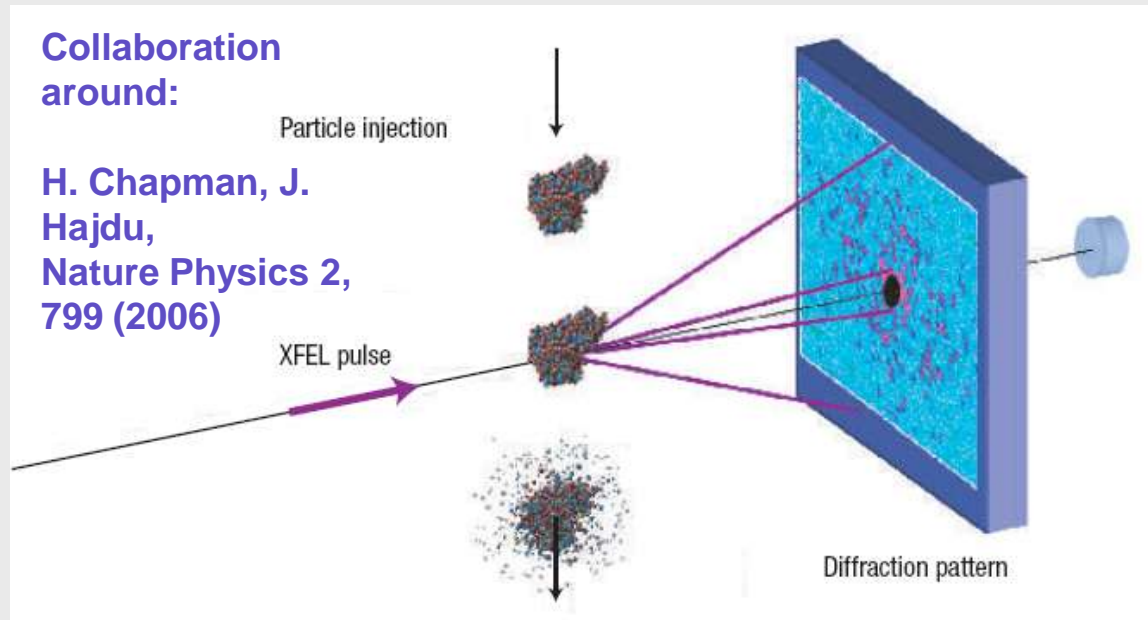 Collaboration
around:
Particle injection
H. Chapman, J.
Hajdu,
Nature Physics 2,
799 (2006)
XFEL pulse
Diffraction pattern